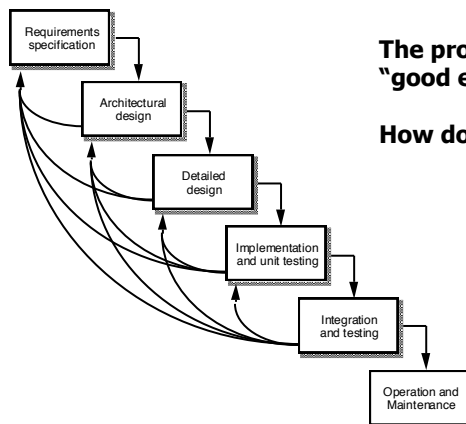 Requirements
specification
The pro
"good e
Architectural
design
How do
Detailed
design
Implementation
and unit testing
Integration
and testing
Operation and
Maintenance